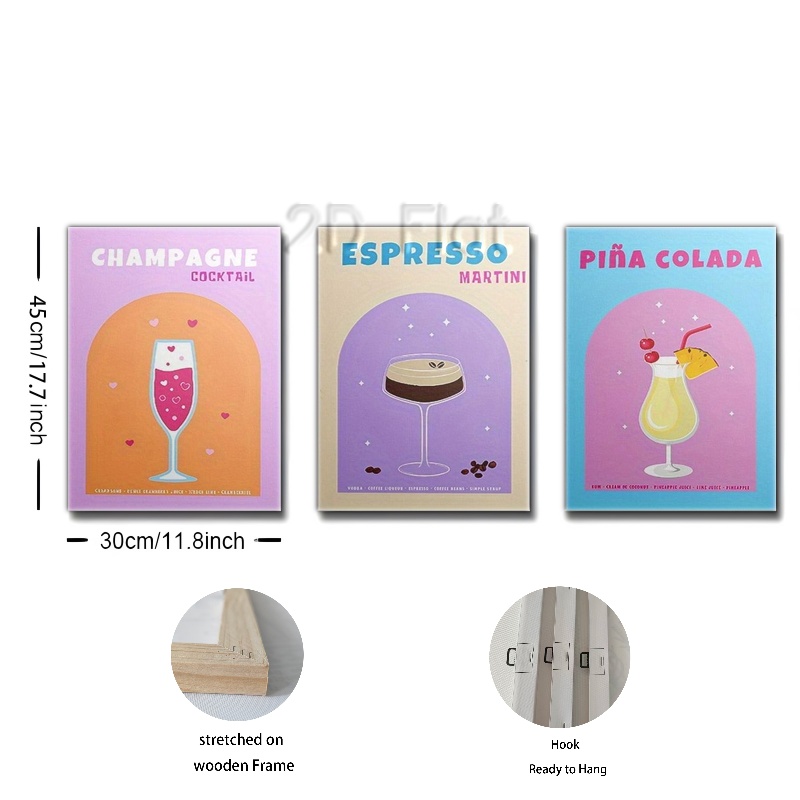 2D Flat
CHAMPAGNE
COCKTAIL
ESPRESSO
MARTINI
PIÑA COLADA
45cm/17.7inch
VODKA · COFFEE LIQUEUR · ESPRESSO · COFFEE BEANS · SIMPLE SYRUP
RUM · CREAM DE COCONUT · PINEAPPLE JUICE · LIME JUICE · PINEAPPLE
30cm/11.8inch
stretched on
wooden Frame
Hook
Ready to Hang